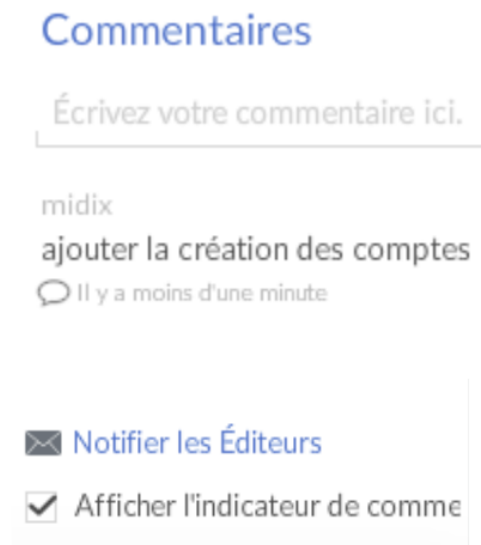 Commentaires
Écrivez votre commentaire ici.
midix
ajouter la création des comptes
Il y a moins d'une minute
Notifier les Éditeurs
Afficher l'indicateur de comme